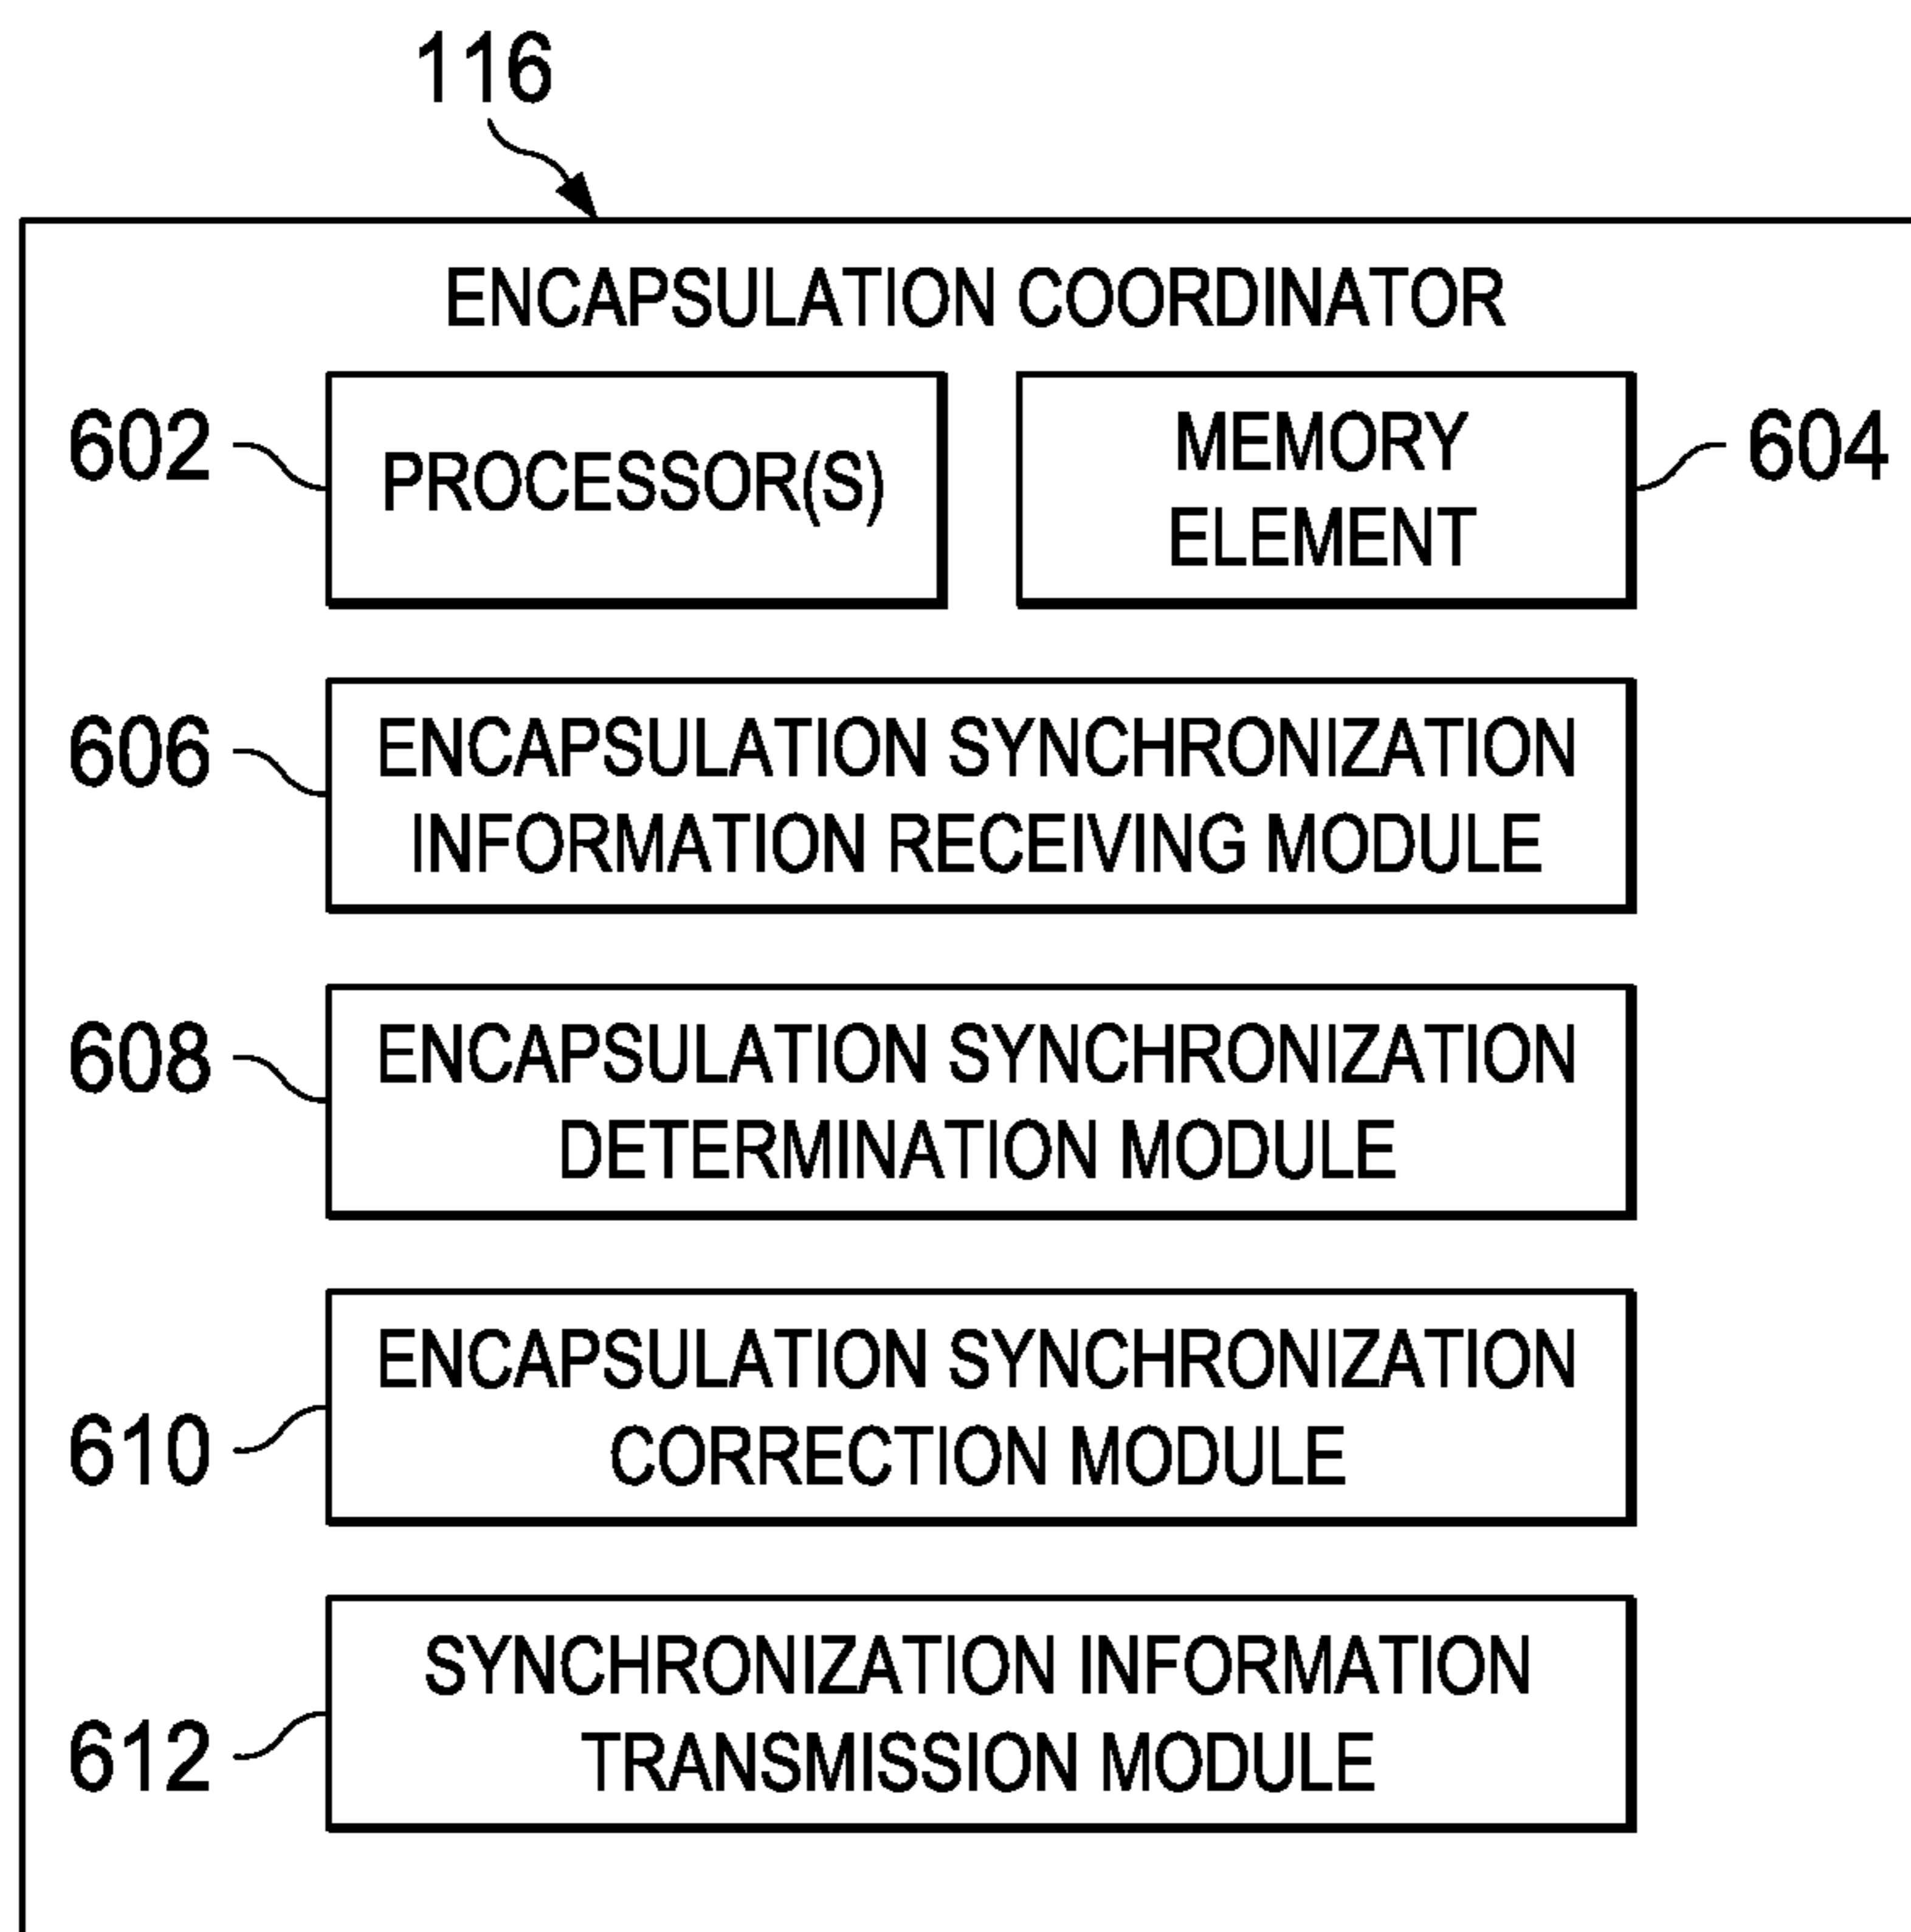 116
ENCAPSULATION COORDINATOR
602
PROCESSOR(S)
MEMORY
ELEMENT
604
606
ENCAPSULATION SYNCHRONIZATION
INFORMATION RECEIVING MODULE
608
ENCAPSULATION SYNCHRONIZATION
DETERMINATION MODULE
610
ENCAPSULATION SYNCHRONIZATION
CORRECTION MODULE
612
SYNCHRONIZATION INFORMATION
TRANSMISSION MODULE